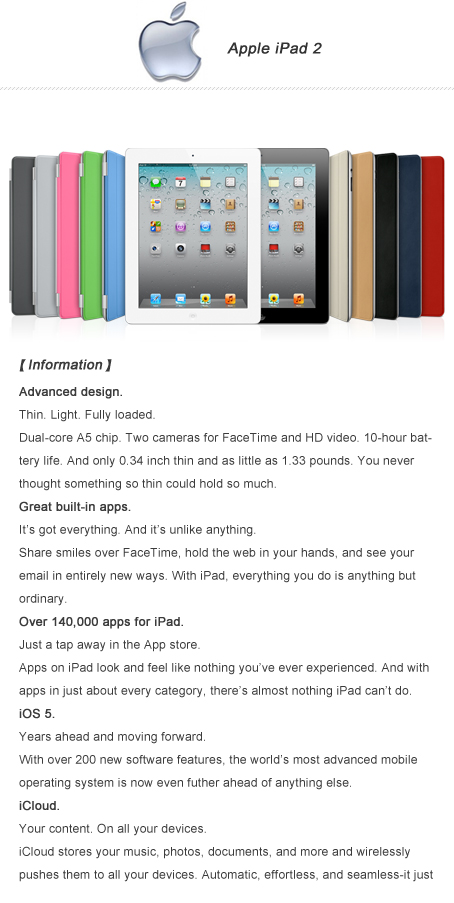 Apple iPad 2
【 Information 】
Advanced design.
Thin. Light. Fully loaded.
Dual-core A5 chip. Two cameras for FaceTime and HD video. 10-hour bat-
tery life. And only 0.34 inch thin and as little as 1.33 pounds. You never
thought something so thin could hold so much.
Great built-in apps.
It's got everything. And it's unlike anything.
Share smiles over FaceTime, hold the web in your hands, and see your
email in entirely new ways. With iPad, everything you do is anything but
ordinary.
Over 140,000 apps for iPad.
Just a tap away in the App store.
Apps on iPad look and feel like nothing you've ever experienced. And with
apps in just about every category, there's almost nothing iPad can't do.
iOS 5.
Years ahead and moving forward.
With over 200 new software features, the world's most advanced mobile
operating system is now even futher ahead of anything else.
iCloud.
Your content. On all your devices.
iCloud stores your music, photos, documents, and more and wirelessly
pushes them to all your devices. Automatic, effortless, and seamless-it just